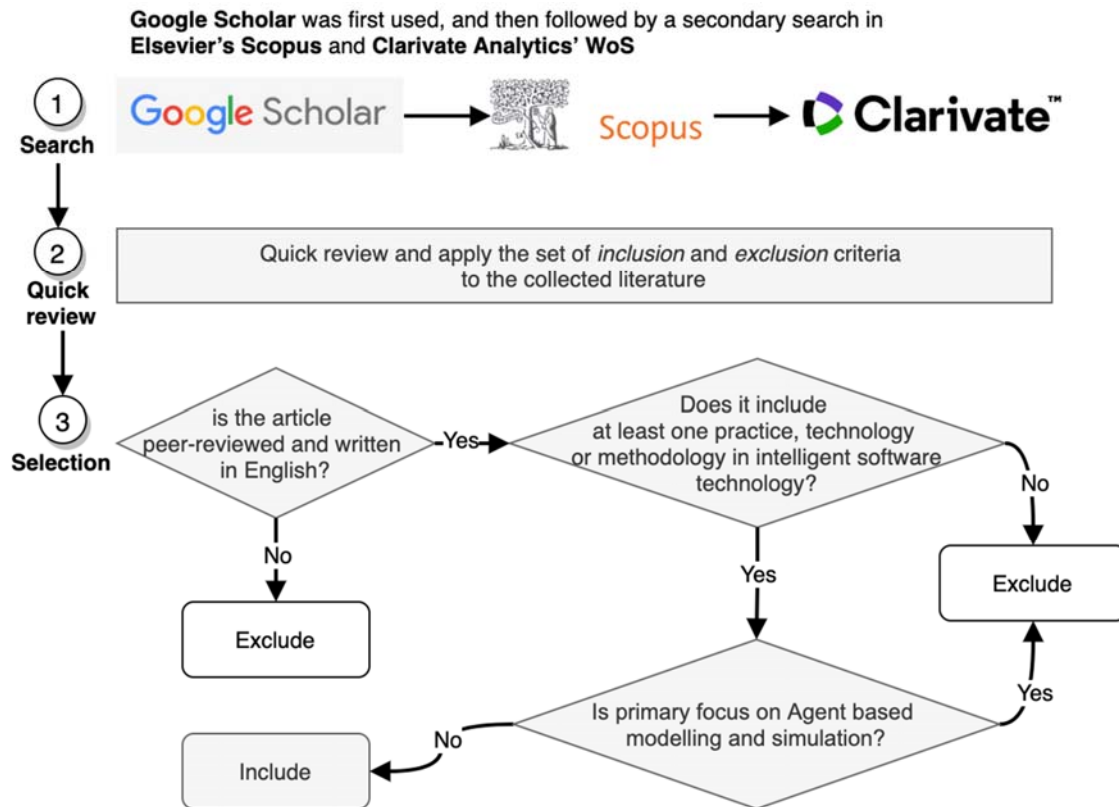 Google Scholar was first used, and then followed by a secondary search in
Elsevier's Scopus and Clarivate Analytics' WoS
1
Search
Google Scholar
Scopus
Clarivate™
2
Quick
review
Quick review and apply the set of inclusion and exclusion criteria
to the collected literature
3
Selection
is the article
peer-reviewed and written
in English?
Yes
Does it include
at least one practice, technology
or methodology in intelligent software
technology?
No
No
Yes
Exclude
Exclude
Is primary focus on Agent based
modelling and simulation?
Yes
No
Include